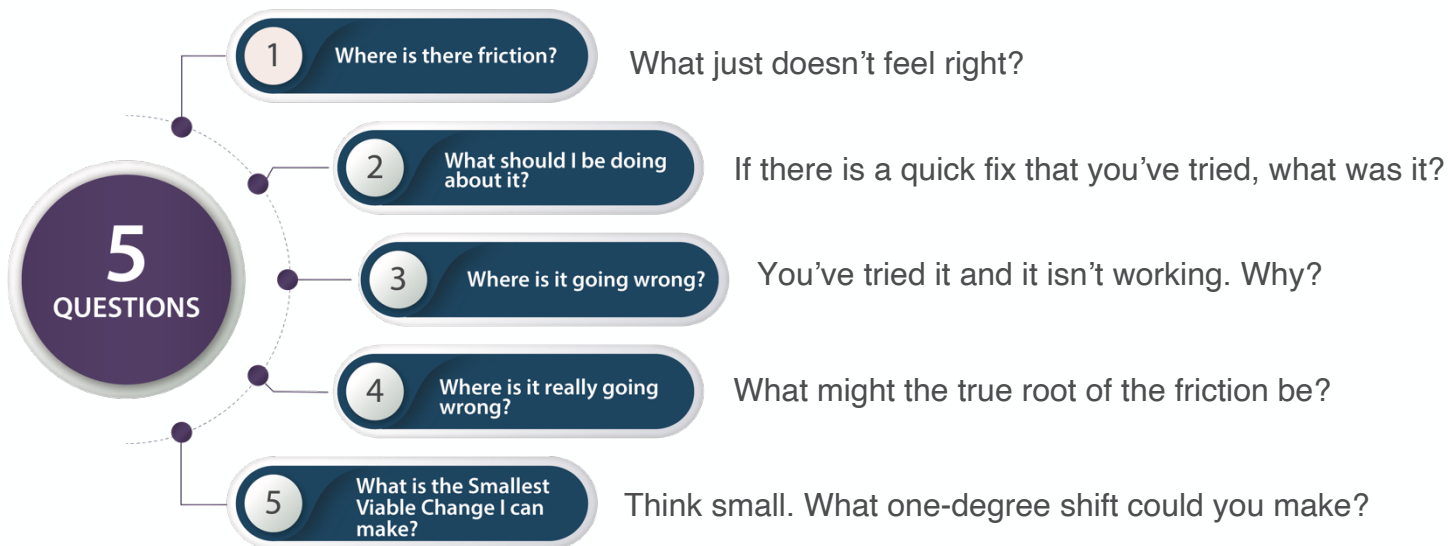 5
QUESTIONS
1
Where is there friction?
What just doesn’t feel right?
2
What should I be doing
about it?
If there is a quick fix that you’ve tried, what was it?
3
Where is it going wrong?
You’ve tried it and it isn’t working. Why?
4
Where is it really going
wrong?
What might the true root of the friction be?
5
What is the Smallest
Viable Change I can
make?
Think small. What one-degree shift could you make?